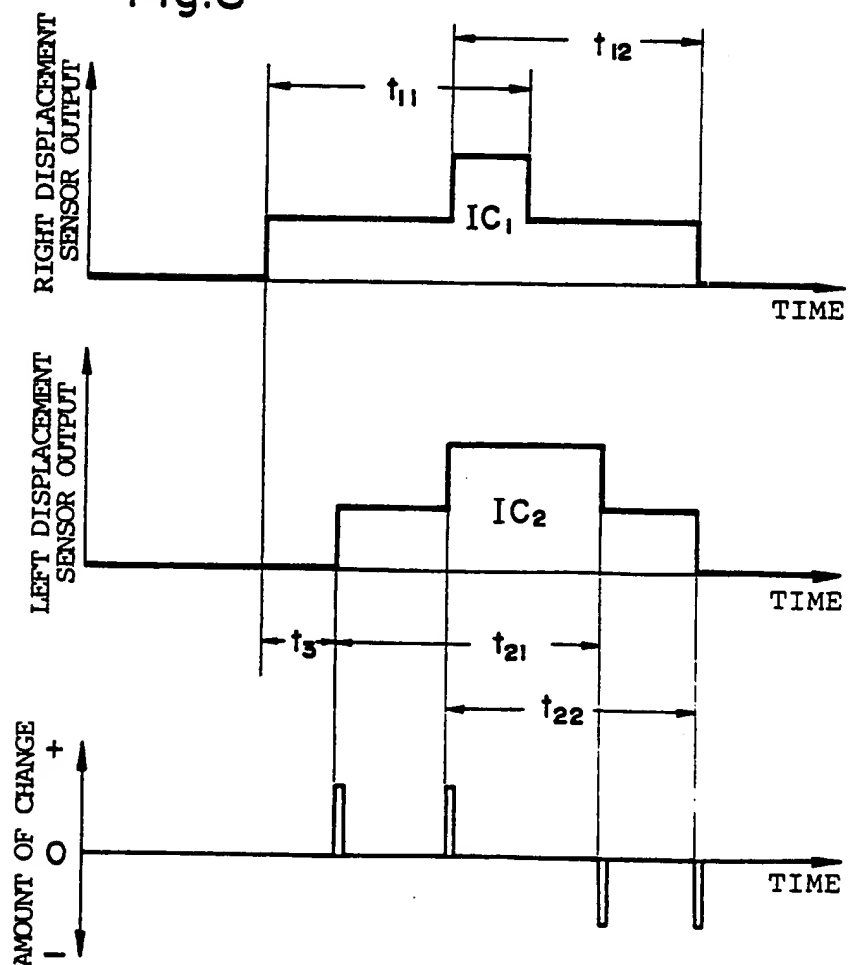 RIGHT DISPLACEMENT
SENSOR OUTPUT
t12
t11
IC1
TIME
LEFT DISPLACEMENT
SENSOR OUTPUT
IC2
TIME
t3
t21
t22
AMOUNT OF CHANGE
+
0
−
TIME